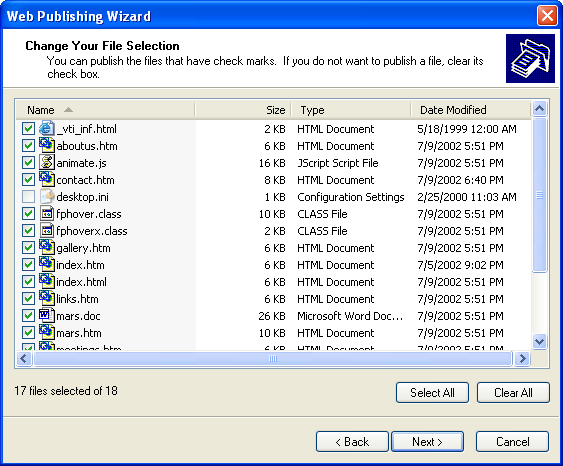 Web Publishing Wizard
Change Your File Selection
You can publish the files that have check marks. If you do not want to publish a file, clear its
check box.
Name Size Type Date Modified
_vti_inf.html 2 KB HTML Document 5/18/1999 12:00 AM
aboutus.htm 6 KB HTML Document 7/9/2002 5:51 PM
animate.js 16 KB JScript Script File 7/9/2002 5:51 PM
contact.htm 8 KB HTML Document 7/9/2002 6:40 PM
desktop.ini 1 KB Configuration Settings 2/25/2000 11:03 AM
fphover.class 10 KB CLASS File 7/9/2002 5:51 PM
fphoverx.class 2 KB CLASS File 7/9/2002 5:51 PM
gallery.htm 6 KB HTML Document 7/9/2002 5:51 PM
index.htm 6 KB HTML Document 7/5/2002 9:02 PM
index.html 6 KB HTML Document 7/9/2002 5:51 PM
links.htm 6 KB HTML Document 7/9/2002 5:51 PM
mars.doc 26 KB Microsoft Word Doc... 7/9/2002 5:51 PM
mars.htm 10 KB HTML Document 7/9/2002 5:51 PM
meetings.htm 6 KB HTML Document 7/9/2002 5:51 PM
17 files selected of 18
Select All Clear All
< Back Next > Cancel